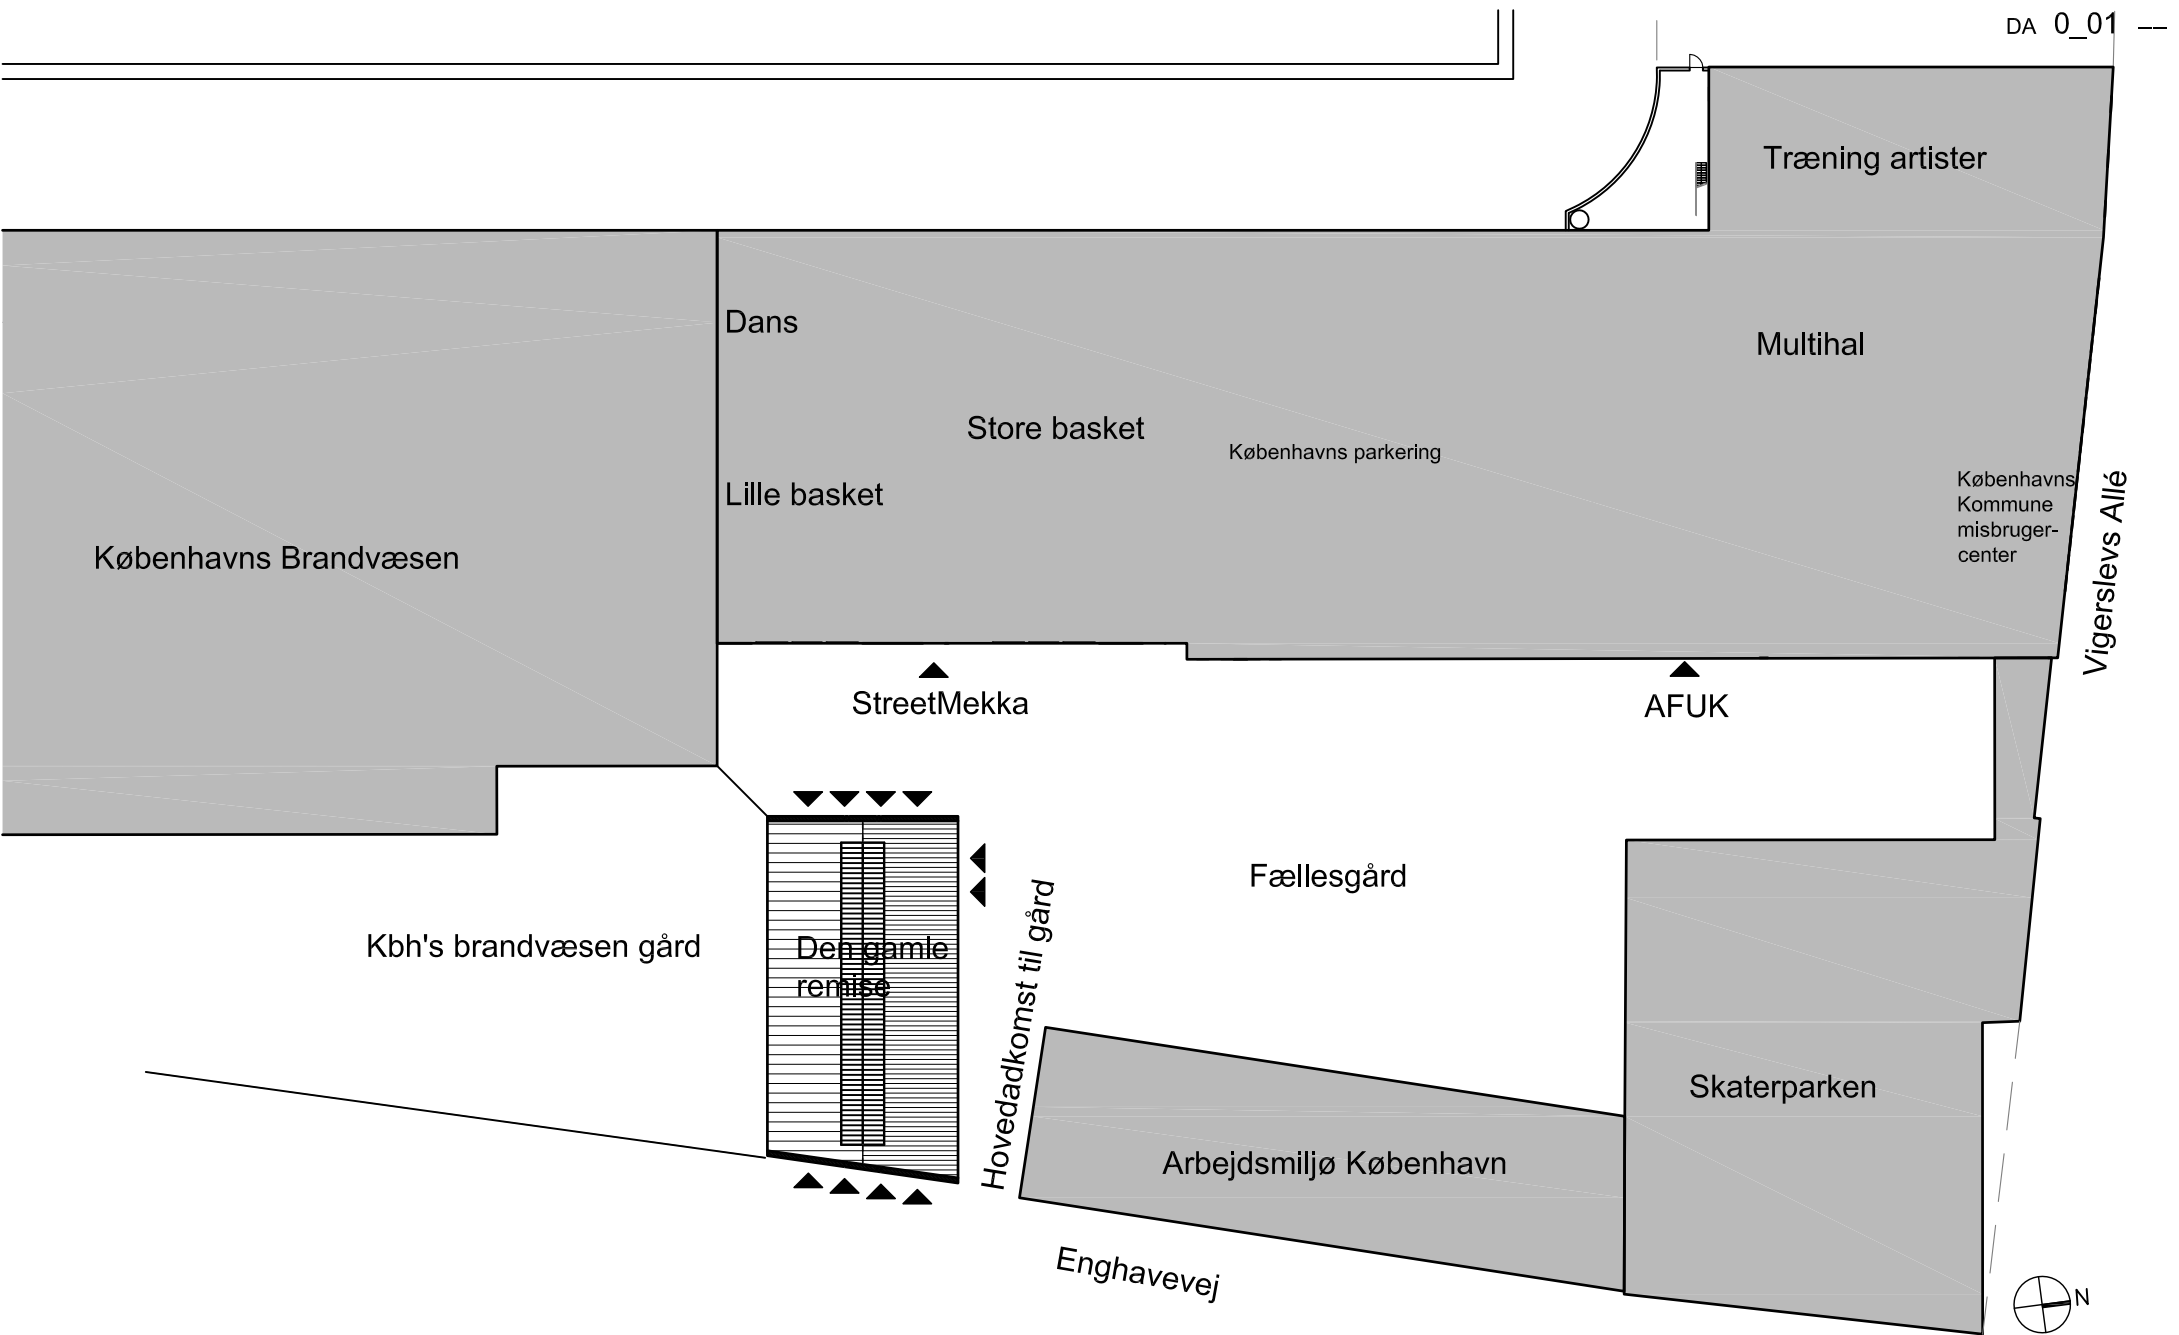 DA 0_01
Træning artister
Dans
Multihal
Store basket
Københavns parkering
Lille basket
Københavns
Kommune
misbruger-
center
Københavns Brandvæsen
Vigerslevs Allé
StreetMekka
AFUK
Fællesgård
Kbh's brandvæsen gård
Den gamle
remise
Hovedadkomst til gård
Skaterparken
Arbejdsmiljø København
Enghavevej
N